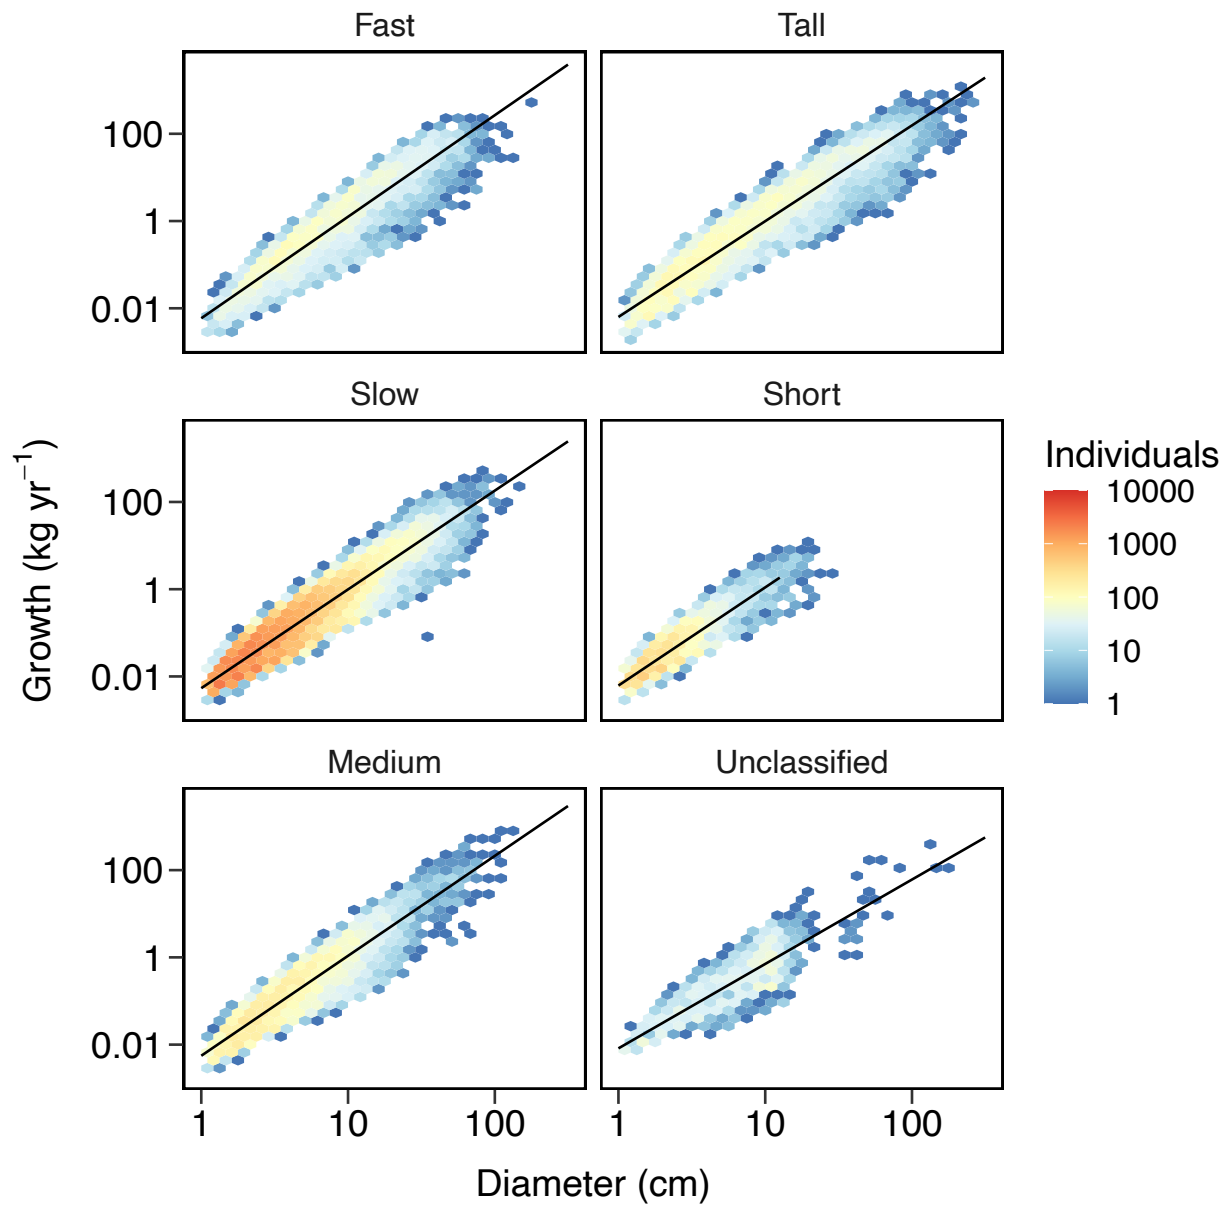 Fast
Tall
100
1
0.01
Slow
Short
100
1
0.01
Growth (kg yr−1)
Individuals
10000
1000
100
10
1
Medium
Unclassified
100
1
0.01
1 10 100
1 10 100
Diameter (cm)